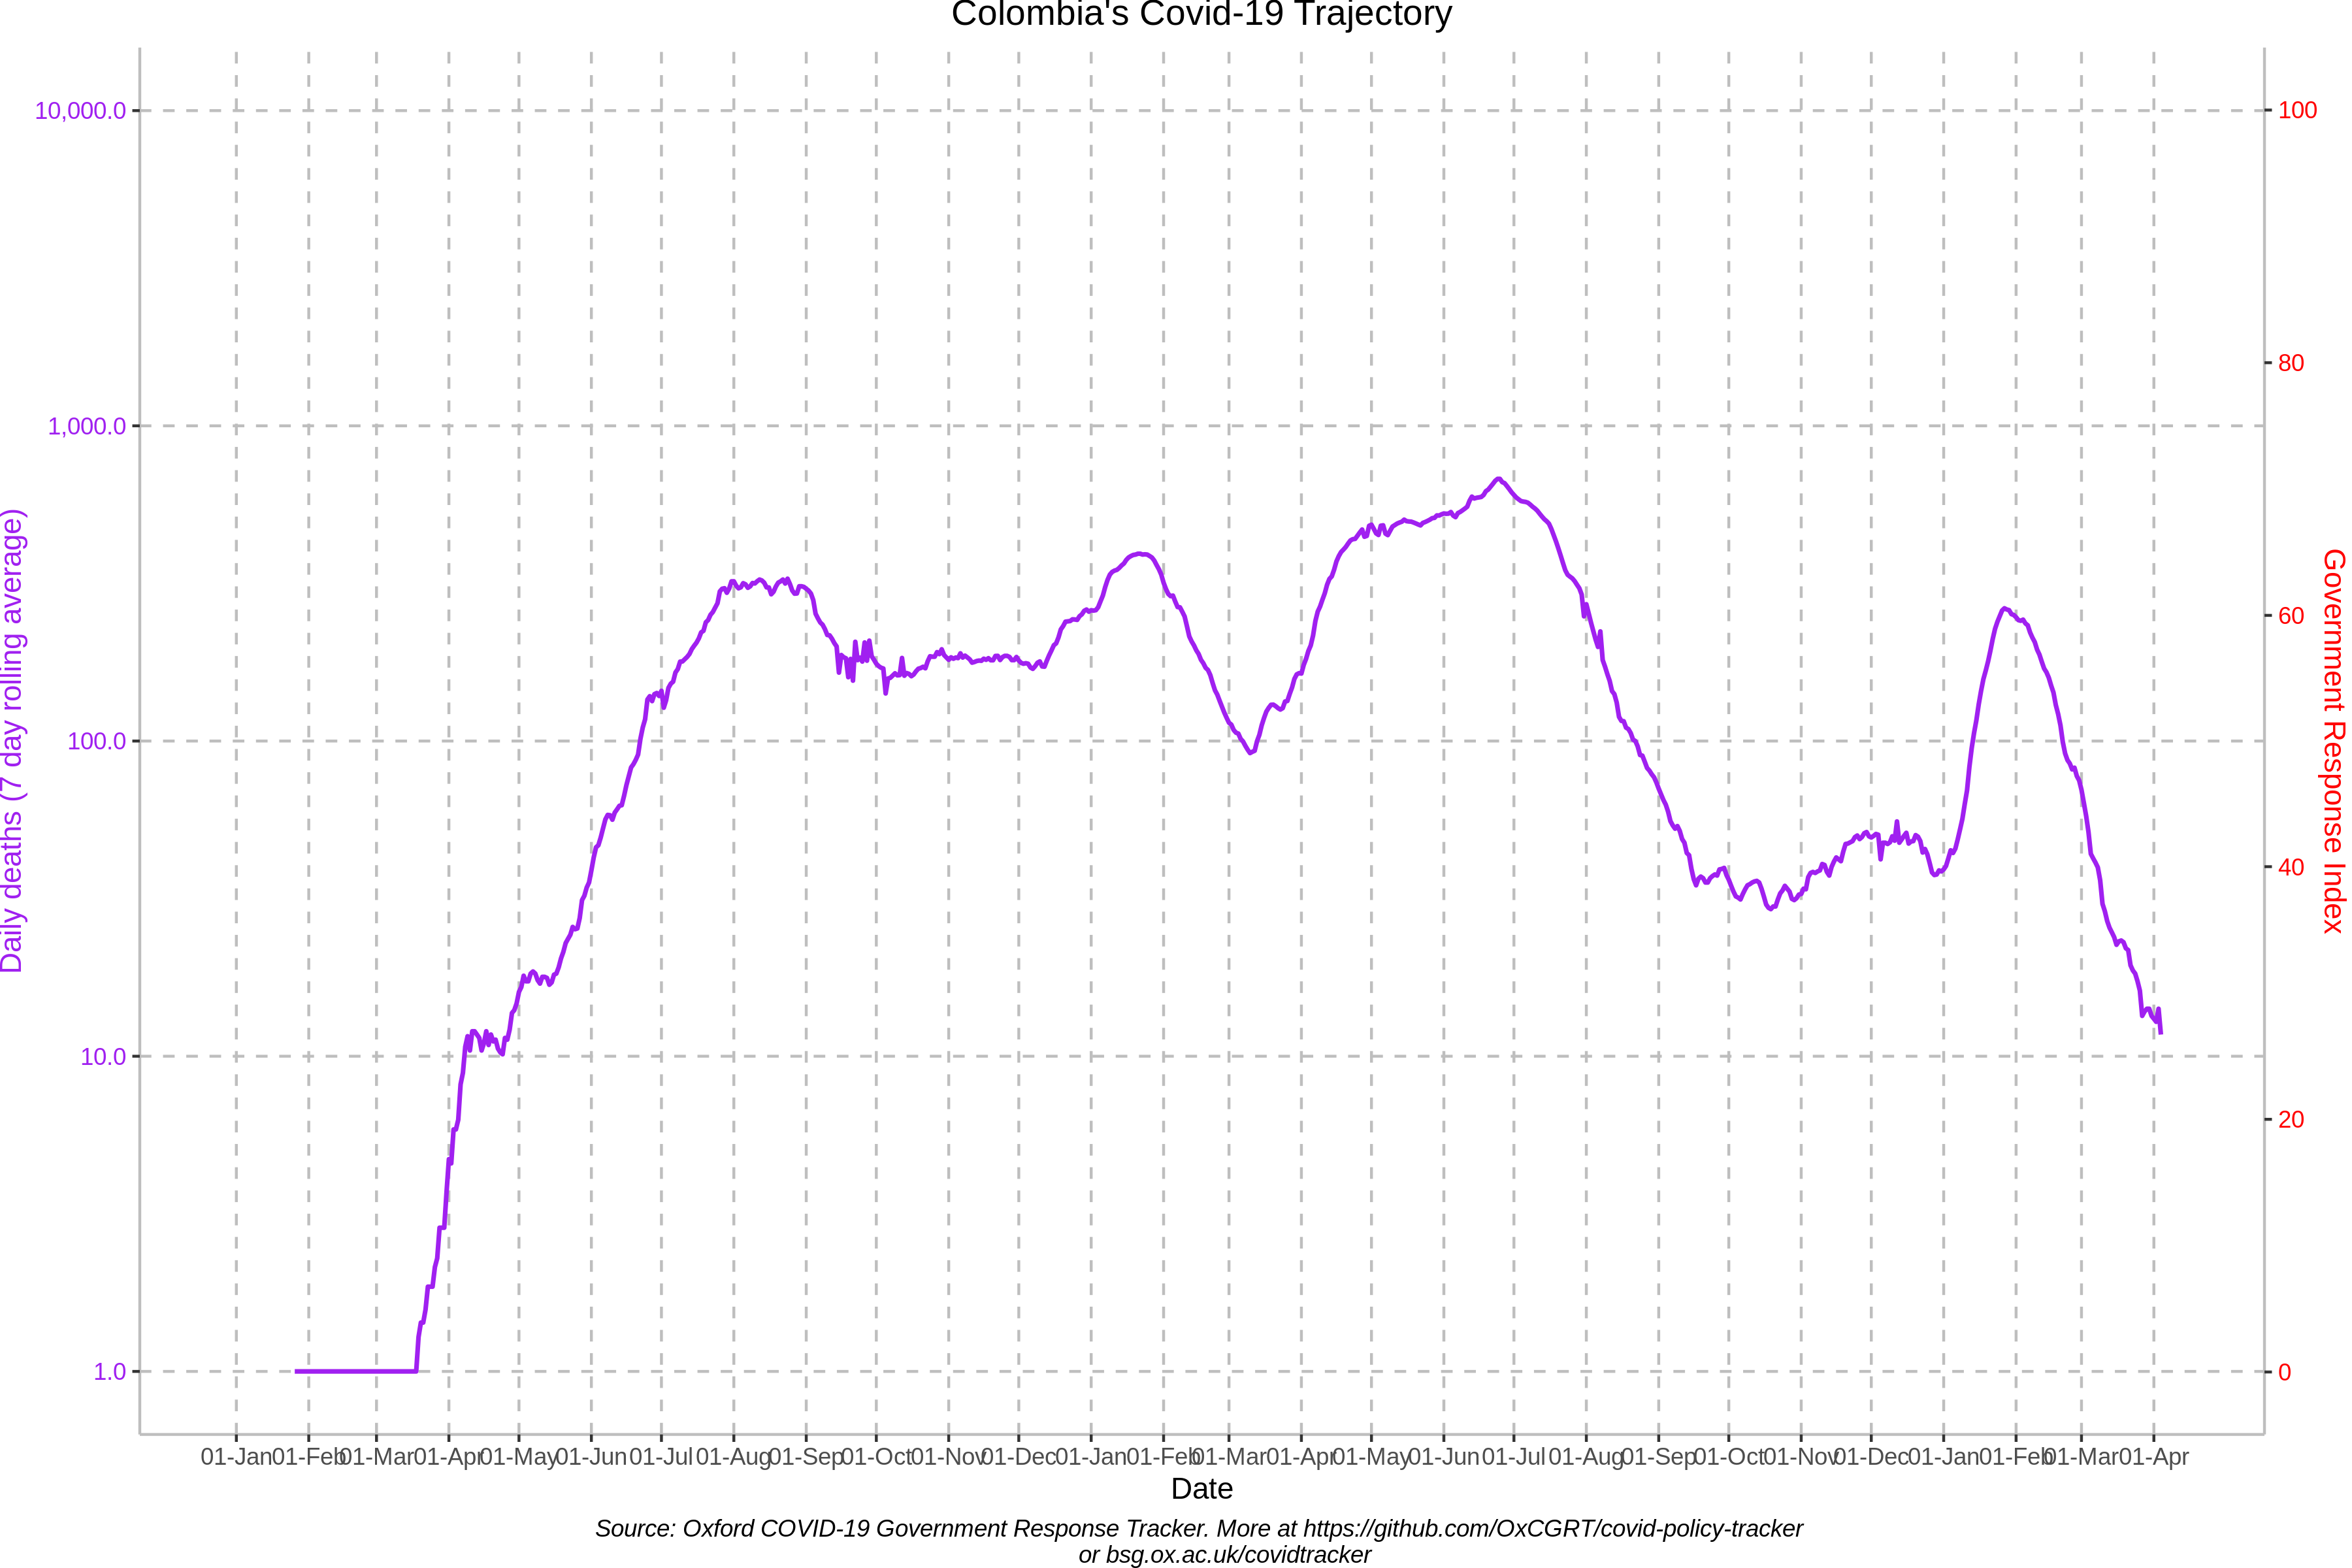 Colombia's Covid-19 Trajectory
10,000.0
1,000.0
100.0
10.0
1.0
Daily deaths (7 day rolling average)
100
80
60
40
20
0
Government Response Index
01-Jan 01-Feb 01-Mar 01-Apr 01-May 01-Jun 01-Jul 01-Aug 01-Sep 01-Oct 01-Nov 01-Dec 01-Jan 01-Feb 01-Mar 01-Apr 01-May 01-Jun 01-Jul 01-Aug 01-Sep 01-Oct 01-Nov 01-Dec 01-Jan 01-Feb 01-Mar 01-Apr
Date
Source: Oxford COVID-19 Government Response Tracker. More at https://github.com/OxCGRT/covid-policy-tracker
or bsg.ox.ac.uk/covidtracker